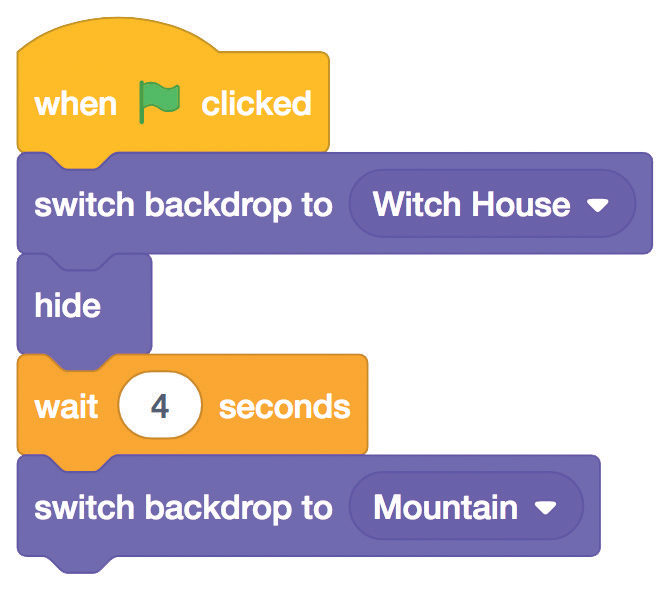 when clicked
switch backdrop to Witch House
hide
wait 4 seconds
switch backdrop to Mountain